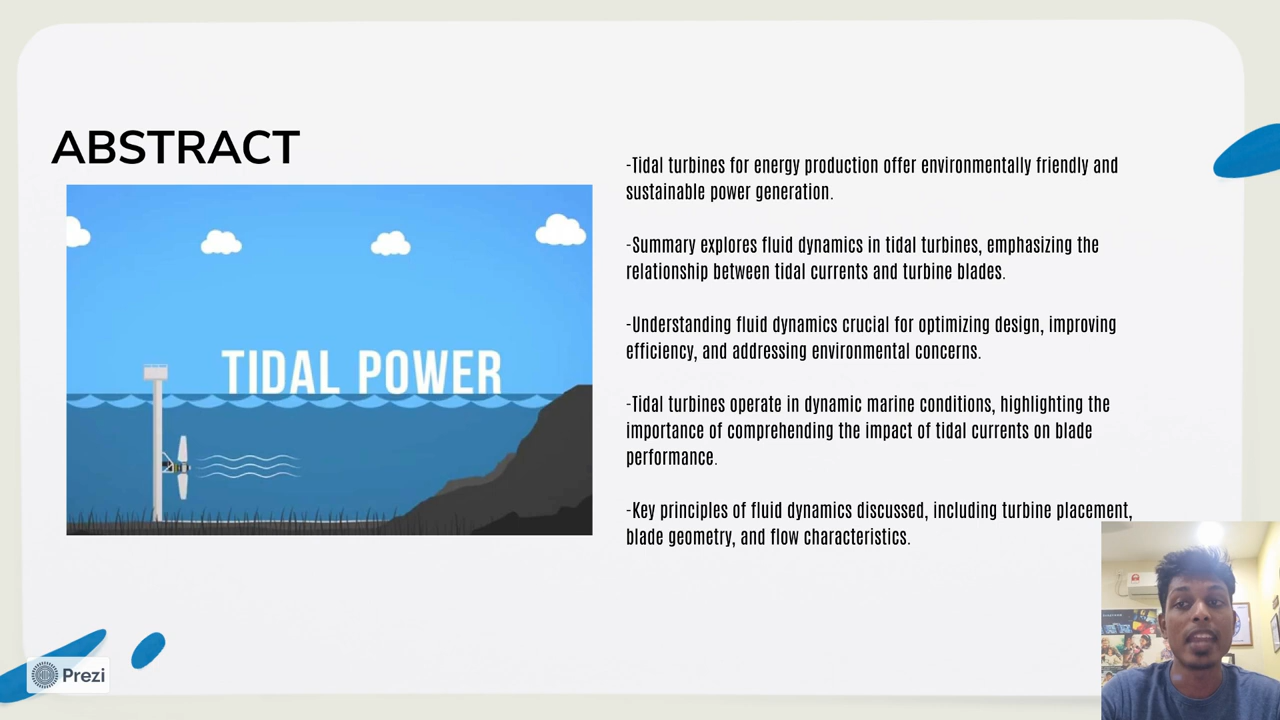 ABSTRACT
TIDAL POWER
-Tidal turbines for energy production offer environmentally friendly and
sustainable power generation.
-Summary explores fluid dynamics in tidal turbines, emphasizing the
relationship between tidal currents and turbine blades.
-Understanding fluid dynamics crucial for optimizing design, improving
efficiency, and addressing environmental concerns.
-Tidal turbines operate in dynamic marine conditions, highlighting the
importance of comprehending the impact of tidal currents on blade
performance.
-Key principles of fluid dynamics discussed, including turbine placement,
blade geometry, and flow characteristics.
Prezi